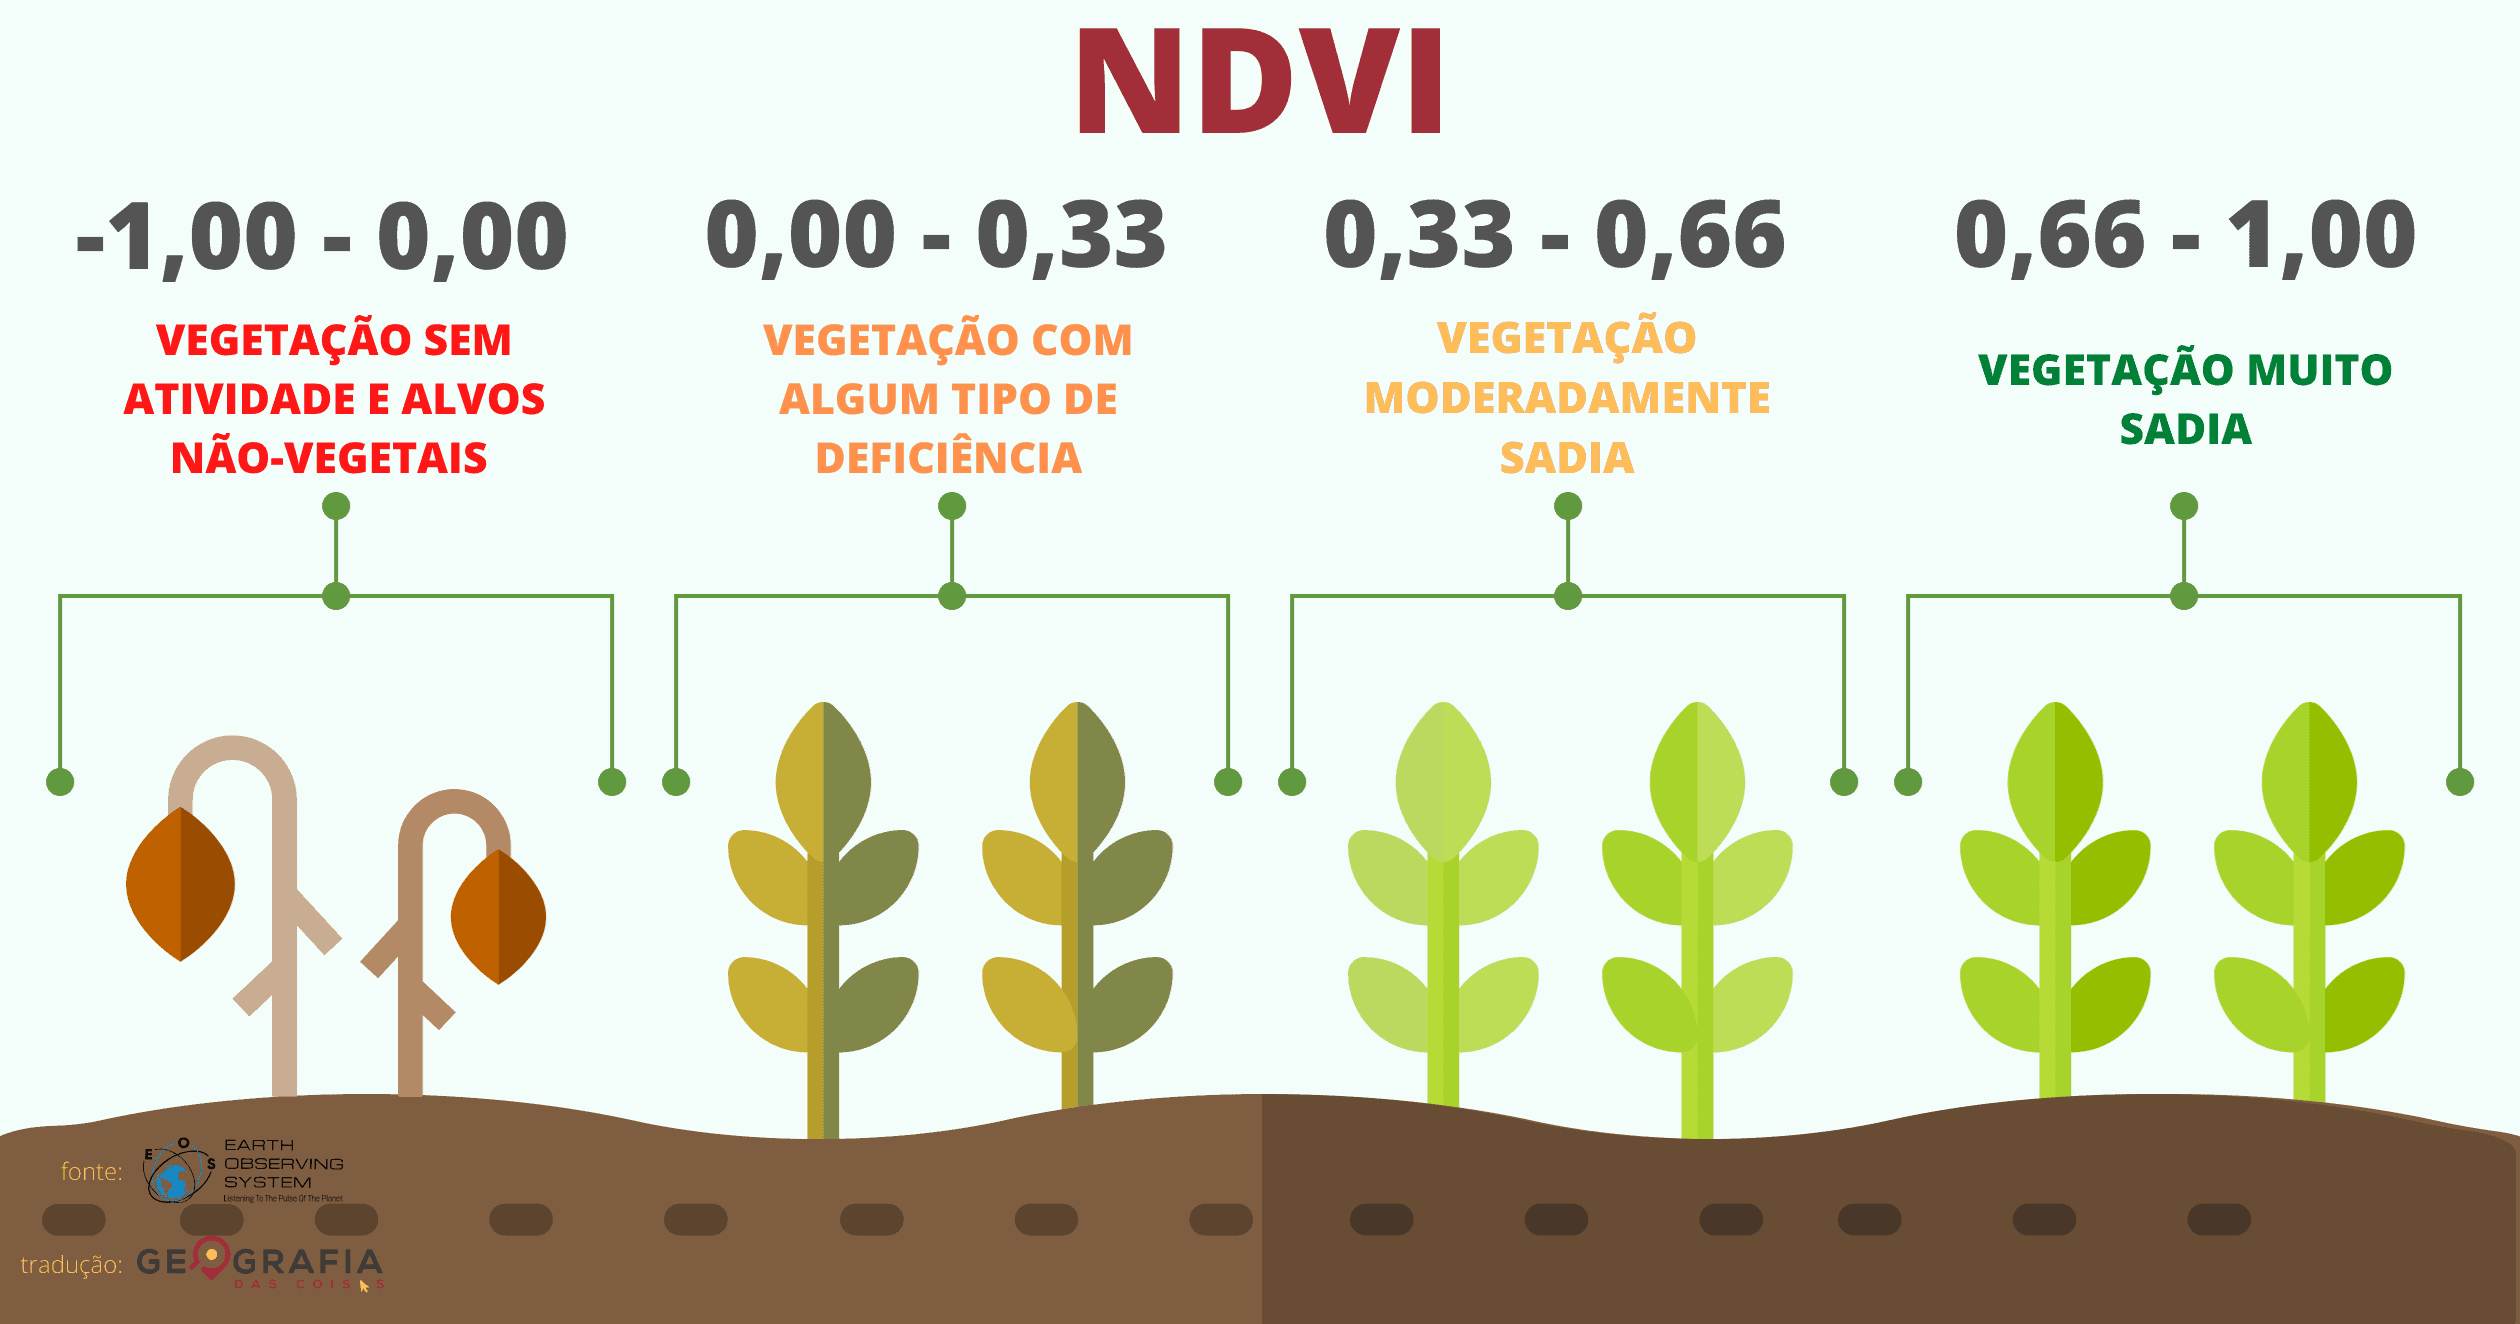 NDVI
-1,00 - 0,00
VEGETAÇÃO SEM
ATIVIDADE E ALVOS
NÃO-VEGETAIS
0,00 - 0,33
VEGETAÇÃO COM
ALGUM TIPO DE
DEFICIÊNCIA
0,33 - 0,66
VEGETAÇÃO
MODERADAMENTE
SADIA
0,66 - 1,00
VEGETAÇÃO MUITO
SADIA
fonte:
E O S
EARTH
OBSERVING
SYSTEM
Listening To The Pulse Of The Planet
tradução:
GEOGRAFIA
DAS COISAS